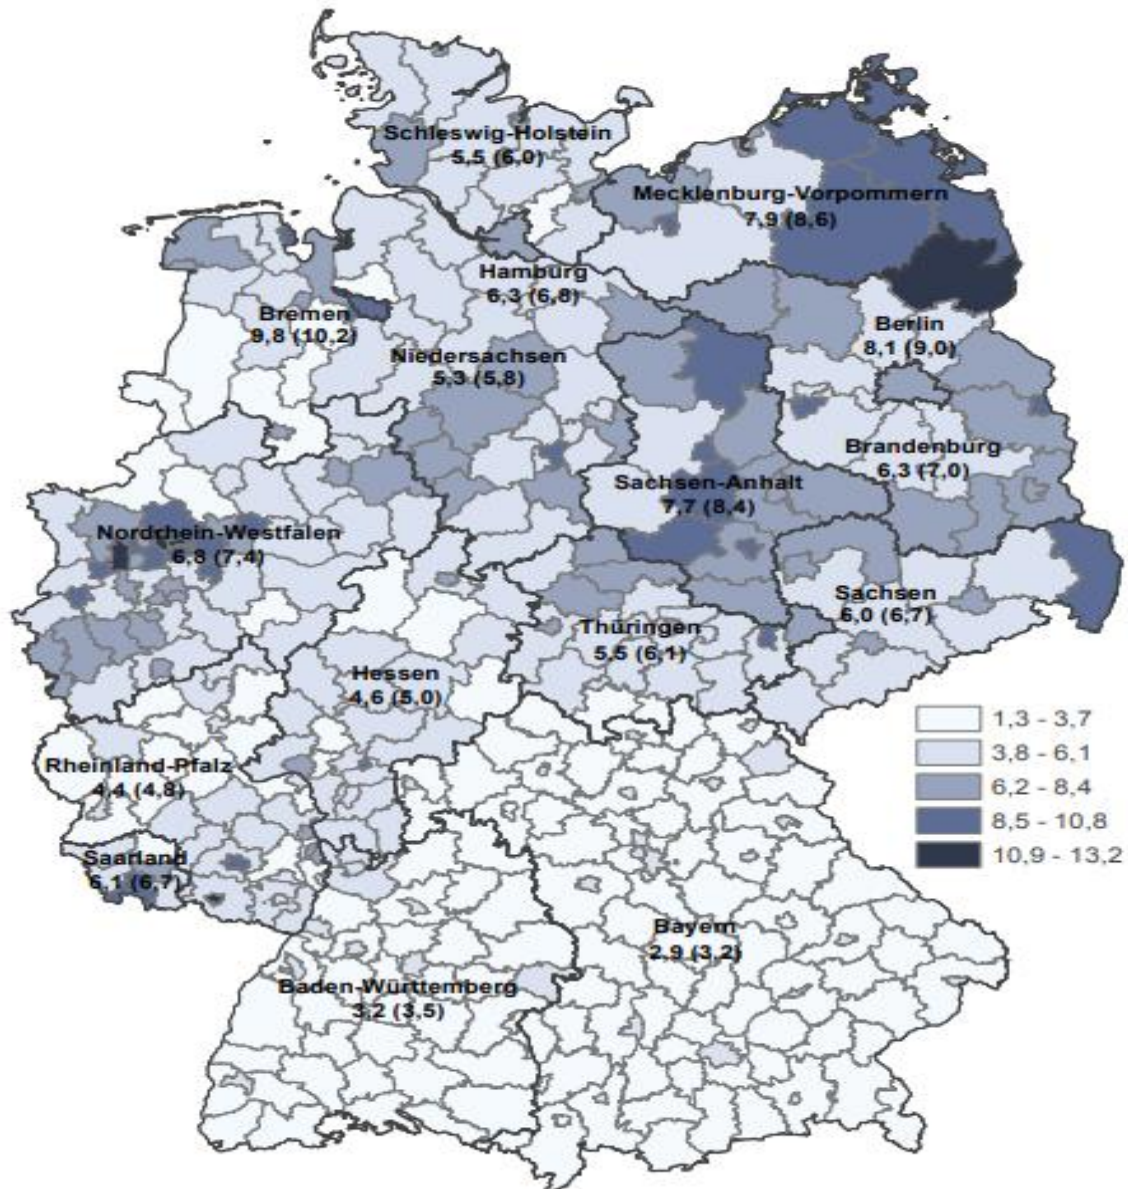 Schleswig-Holstein
5,5 (6,0)
Mecklenburg-Vorpommern
7,9 (8,6)
Hamburg
6,3 (6,8)
Bremen
9,8 (10,2)
Berlin
8,1 (9,0)
Niedersachsen
5,3 (5,8)
Brandenburg
6,3 (7,0)
Sachsen-Anhalt
7,7 (8,4)
Nordrhein-Westfalen
6,8 (7,4)
Sachsen
6,0 (6,7)
Thüringen
5,5 (6,1)
Hessen
4,6 (5,0)
1,3 - 3,7
3,8 - 6,1
6,2 - 8,4
8,5 - 10,8
10,9 - 13,2
Rheinland-Pfalz
4,4 (4,8)
Saarland
6,1 (6,7)
Bayern
2,9 (3,2)
Baden-Württemberg
3,2 (3,5)